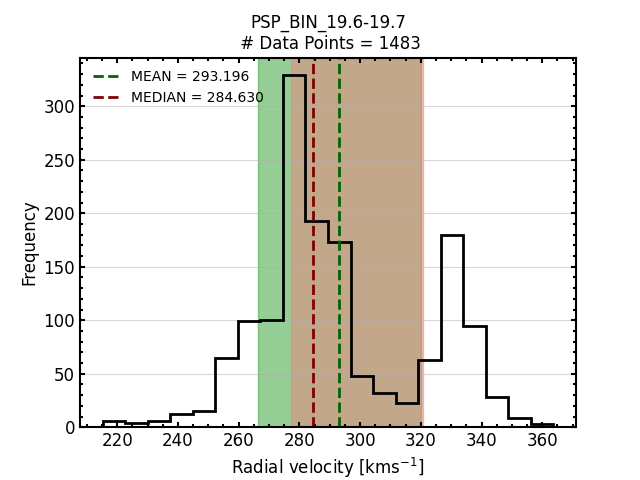 PSP_BIN_19.6-19.7
# Data Points = 1483
MEAN = 293.196
MEDIAN = 284.630
Frequency
300
250
200
150
100
50
0
220 240 260 280 300 320 340 360
Radial velocity [kms⁻¹]